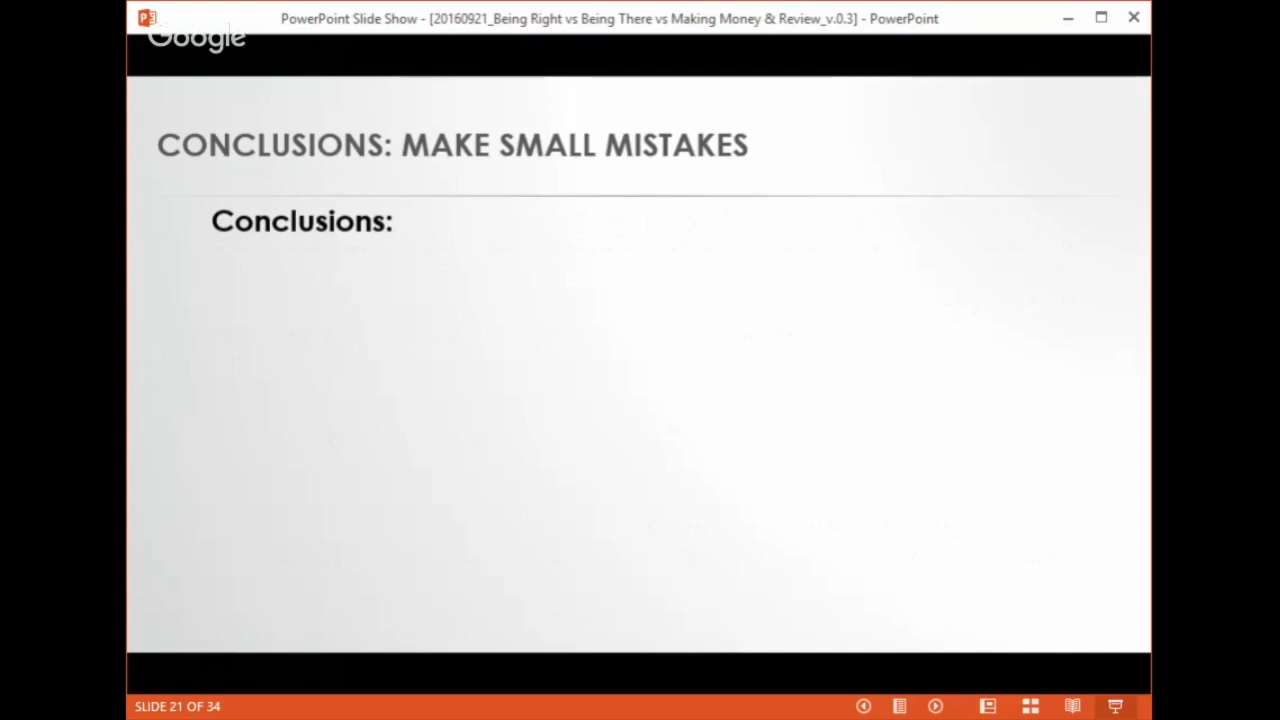 PowerPoint Slide Show - [20160921_Being Right vs Being There vs Making Money & Review_v.0.3] - PowerPoint
Google
CONCLUSIONS: MAKE SMALL MISTAKES
Conclusions:
SLIDE 21 OF 34